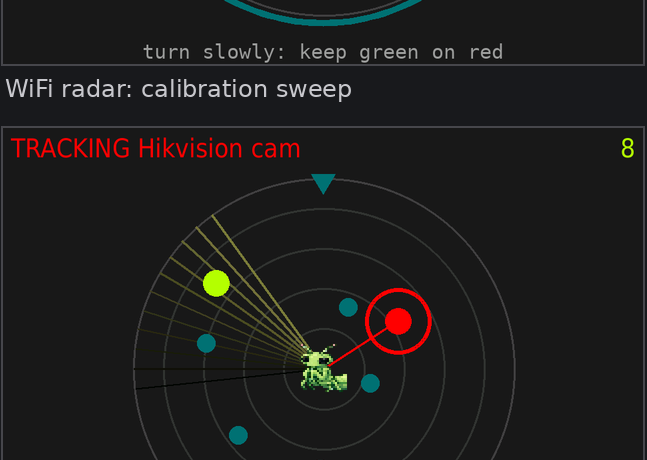 turn slowly: keep green on red
WiFi radar: calibration sweep
TRACKING Hikvision cam 8